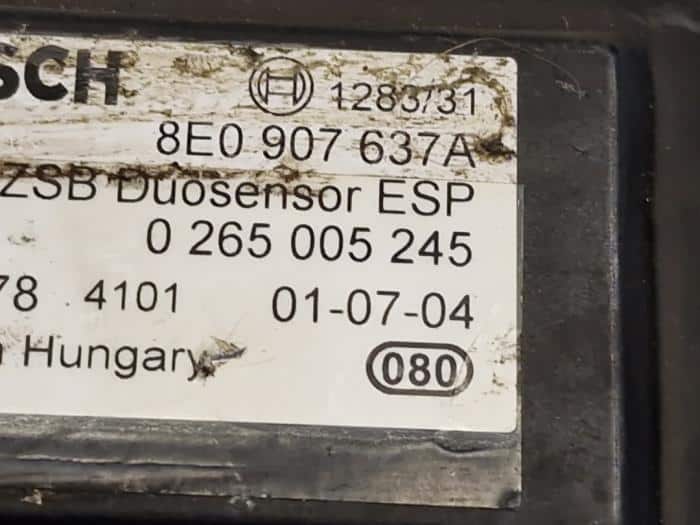 SCH 1283/31
8E0 907 637A
ZSB Duosensor ESP
0 265 005 245
78 4101 01-07-04
Hungary
080